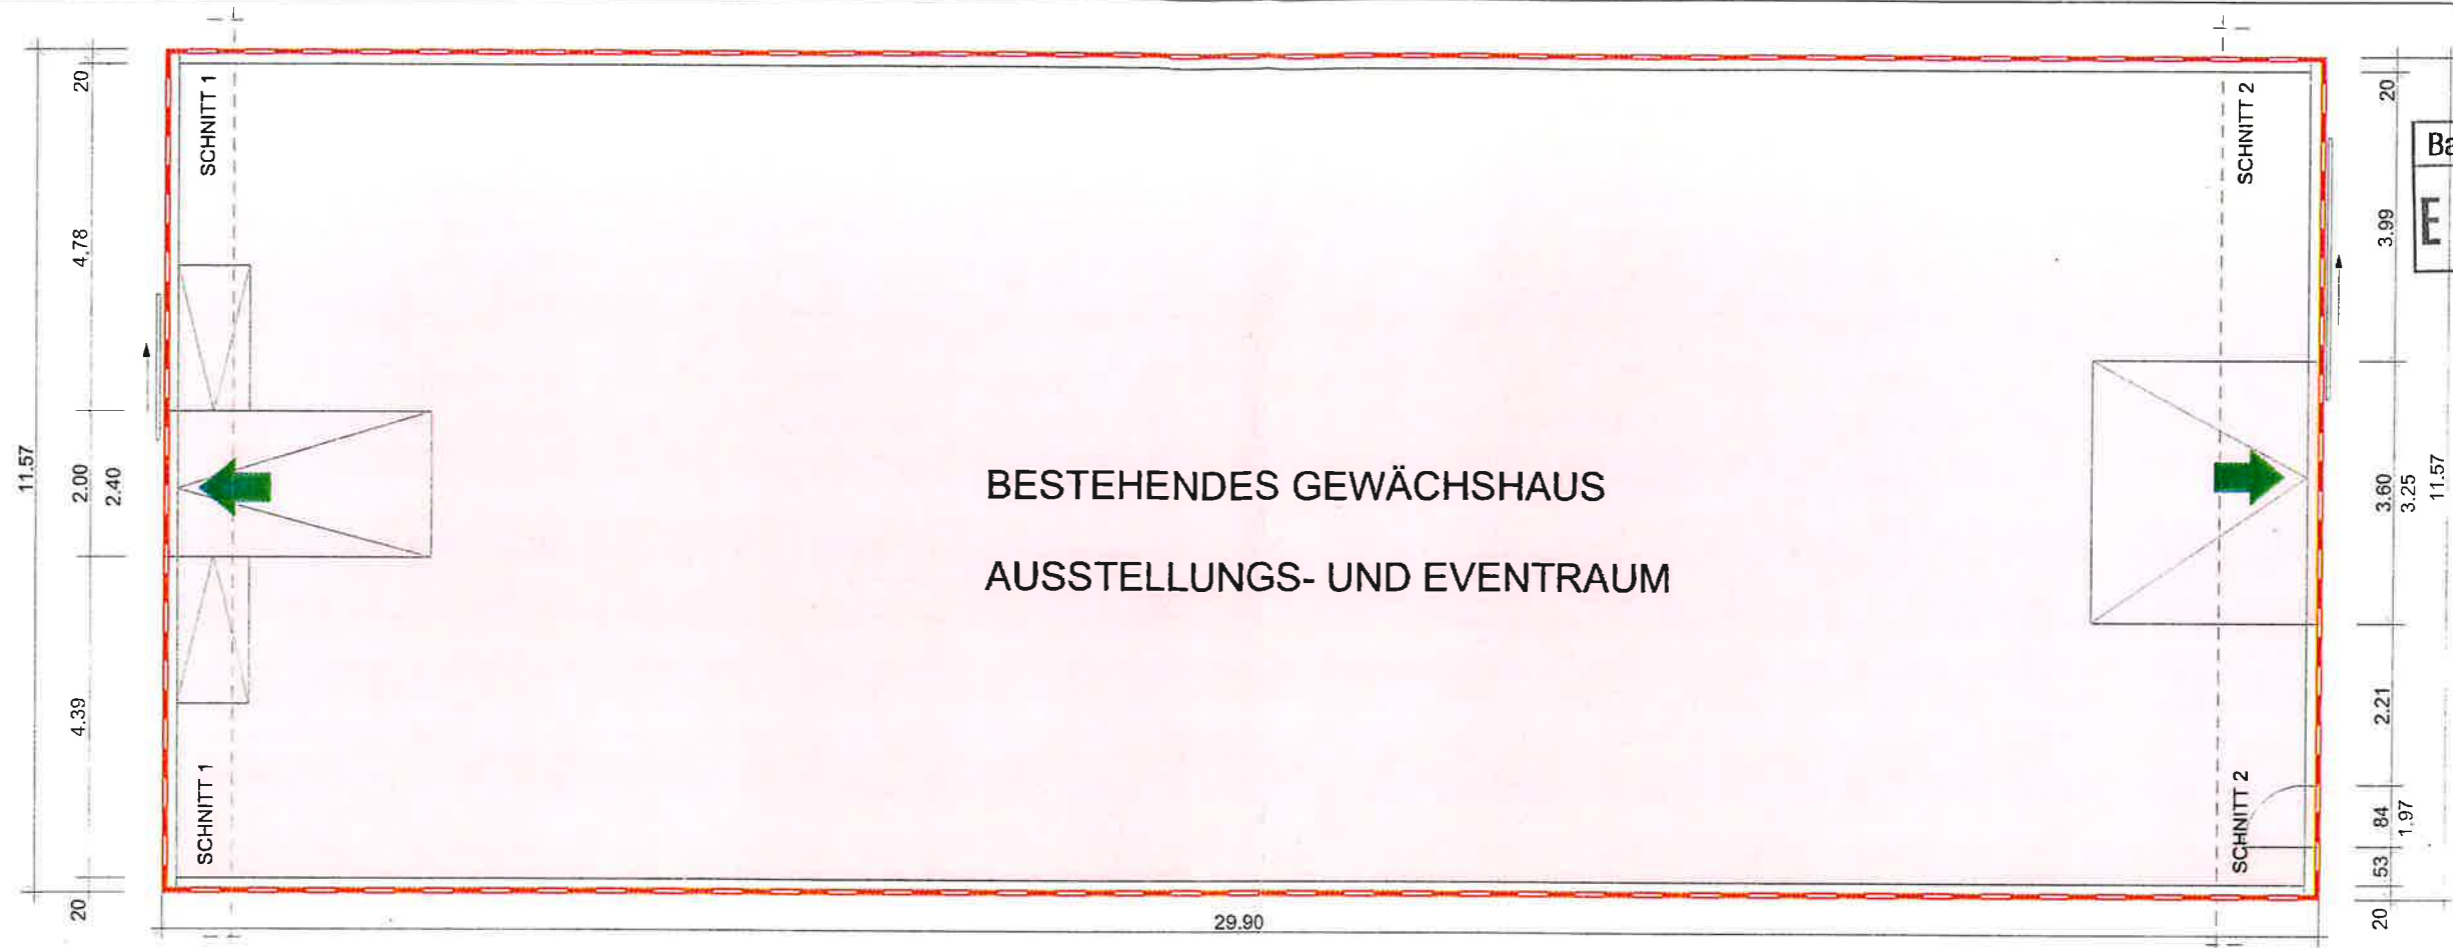 SCHNITT 1
SCHNITT 2
20
4.78
11.57
2.00
2.40
4.39
20
BESTEHENDES GEWÄCHSHAUS
AUSSTELLUNGS- UND EVENTRAUM
20
3.99
3.60
3.25
11.57
2.21
84
1.97
53
20
SCHNITT 1
SCHNITT 2
29.90
Ba
E